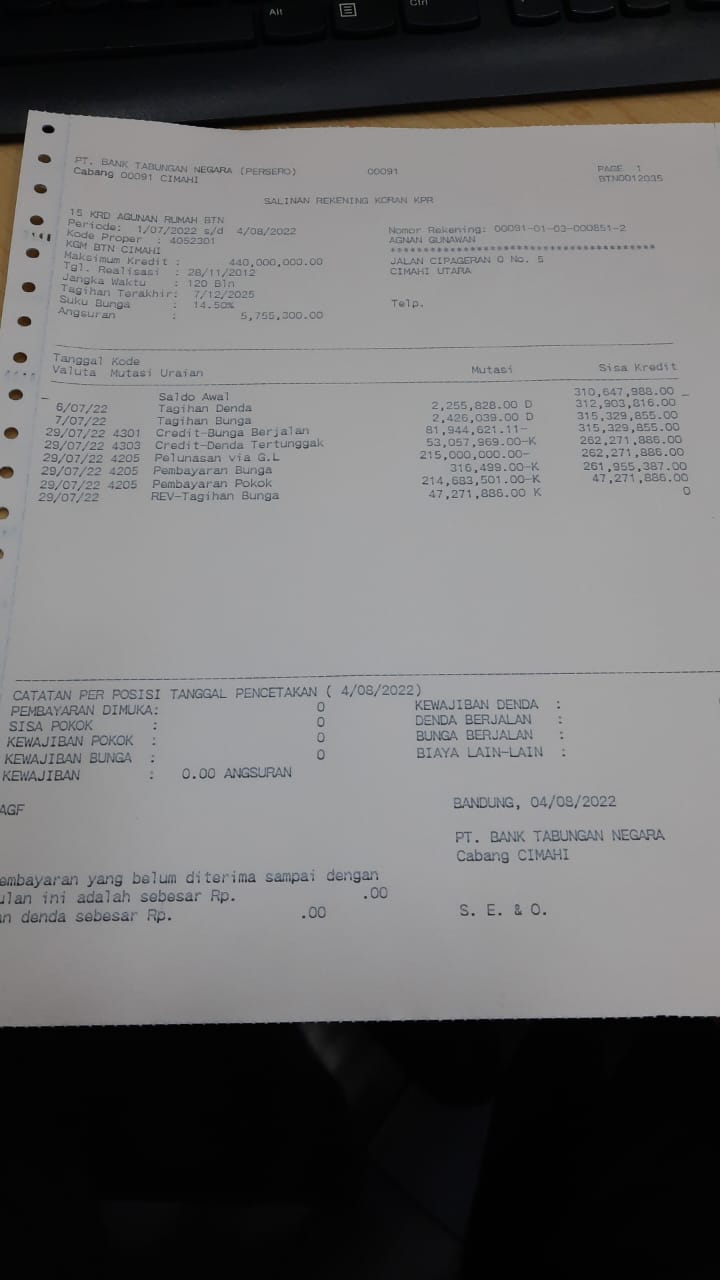 Alt
Ctrl
PT. BANK TABUNGAN NEGARA (PERSERO) 00091 PAGE 1
Cabang 00091 CIMAHI BTND012035
SALINAN REKENING KORAN KPR
15 KRD AGUNAN RUMAH BTN
Periode: 1/07/2022 s/d 4/08/2022 Nomor Rekening: 00091-01-03-000851-2
Kode Proper : 4052301 AGNAN GUNAWAN
KGM BTN CIMAHI ****************************************
Maksimum Kredit : 440,000,000.00 JALAN CIPAGERAN 0 No. 5
Tgl. Realisasi : 28/11/2012 CIMAHI UTARA
Jangka Waktu : 120 Bln
Tagihan Terakhir: 7/12/2025
Suku Bunga : 14.50% Telp.
Angsuran : 5,755,300.00
Tanggal Kode
Valuta Mutasi Uraian Mutasi Sisa Kredit
Saldo Awal 310,647,988.00
6/07/22 Tagihan Denda 2,255,828.00 D 312,903,816.00
7/07/22 Tagihan Bunga 2,426,039.00 D 315,329,855.00
29/07/22 4301 Credit-Bunga Berjalan 81,944,621.11- 315,329,855.00
29/07/22 4303 Credit-Denda Tertunggak 53,057,969.00-K 262,271,886.00
29/07/22 4205 Pelunasan via G.L 215,000,000.00- 262,271,886.00
29/07/22 4205 Pembayaran Bunga 316,499.00-K 261,955,387.00
29/07/22 4205 Pembayaran Pokok 214,683,501.00-K 47,271,886.00
29/07/22 REV-Tagihan Bunga 47,271,886.00 K 0
CATATAN PER POSISI TANGGAL PENCETAKAN ( 4/08/2022)
PEMBAYARAN DIMUKA: 0 KEWAJIBAN DENDA :
SISA POKOK : 0 DENDA BERJALAN :
KEWAJIBAN POKOK : 0 BUNGA BERJALAN :
KEWAJIBAN BUNGA : 0 BIAYA LAIN-LAIN :
KEWAJIBAN : 0.00 ANGSURAN
AGF BANDUNG, 04/08/2022
PT. BANK TABUNGAN NEGARA
Cabang CIMAHI
embayaran yang belum diterima sampai dengan
ulan ini adalah sebesar Rp. .00
an denda sebesar Rp. .00 S. E. & O.